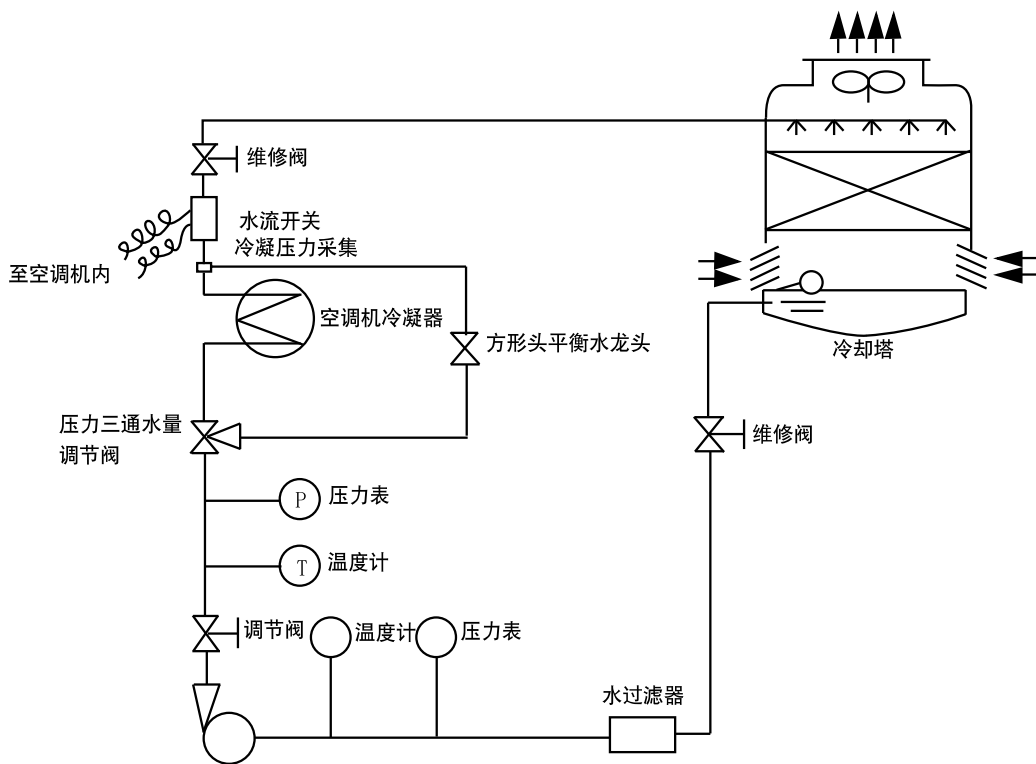 维修阀
水流开关
冷凝压力采集
至空调机内
空调机冷凝器
方形头平衡水龙头
冷却塔
压力三通水量
调节阀
维修阀
P 压力表
T 温度计
调节阀
温度计
压力表
水过滤器